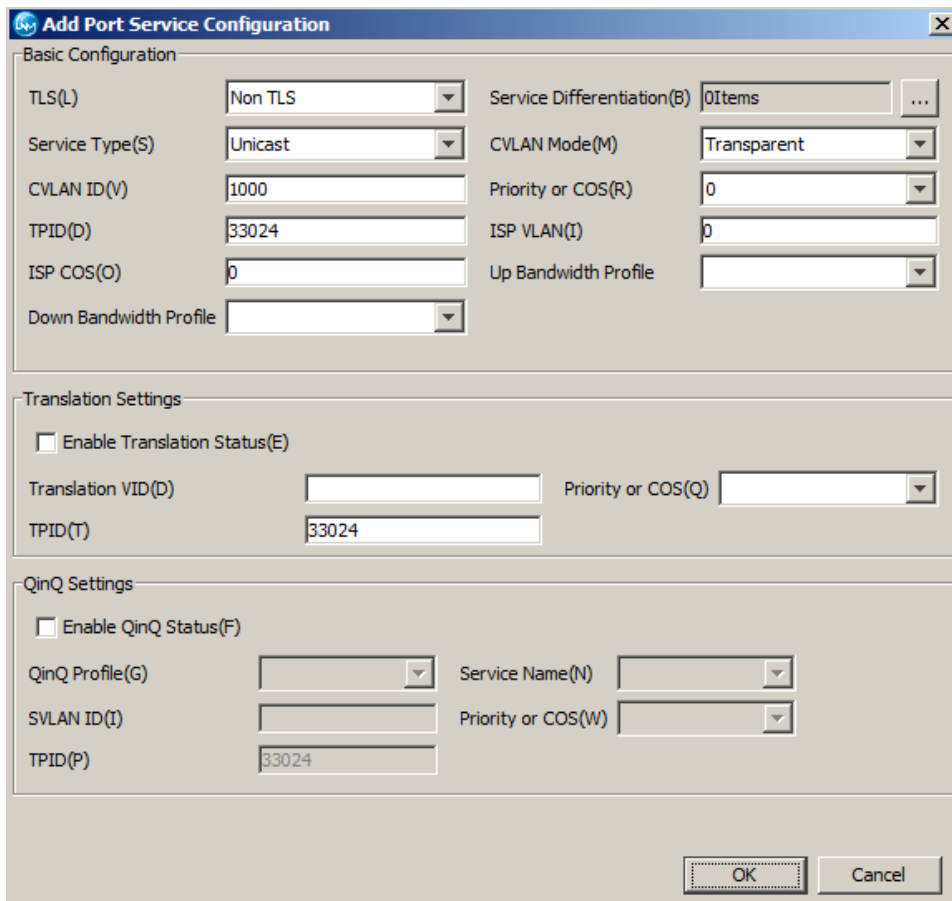 Add Port Service Configuration
Basic Configuration
TLS(L) Non TLS Service Differentiation(B) 0Items ...
Service Type(S) Unicast CVLAN Mode(M) Transparent
CVLAN ID(V) 1000 Priority or COS(R) 0
TPID(D) 33024 ISP VLAN(I) 0
ISP COS(O) 0 Up Bandwidth Profile
Down Bandwidth Profile
Translation Settings
Enable Translation Status(E)
Translation VID(D) Priority or COS(Q)
TPID(T) 33024
QinQ Settings
Enable QinQ Status(F)
QinQ Profile(G) Service Name(N)
SVLAN ID(I) Priority or COS(W)
TPID(P) 33024
OK Cancel